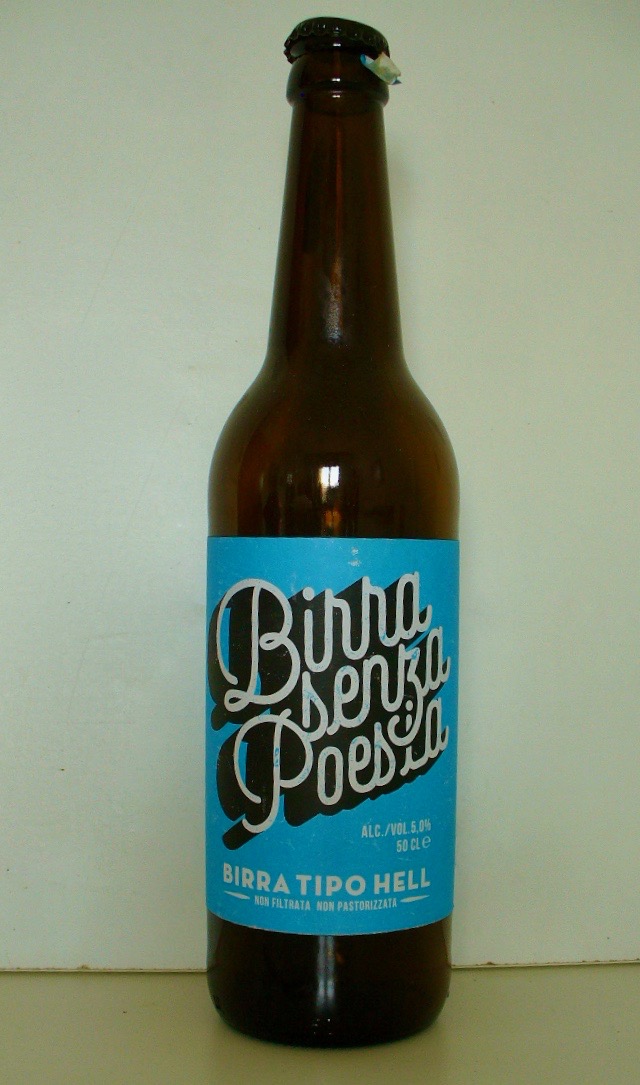 Birra
senza
Poesia
ALC./VOL.5,0%
50 CL ℮
BIRRA TIPO HELL
NON FILTRATA NON PASTORIZZATA